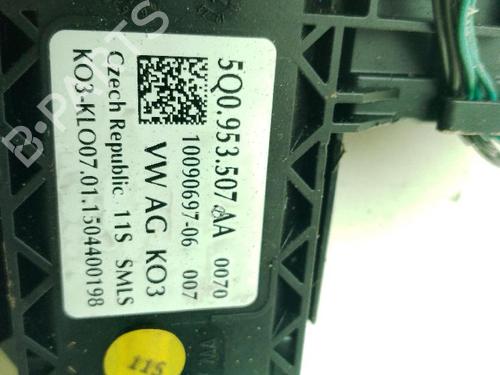 5Q0.953.507.AA 0070
10090697-06 007
VW AG KO3
Czech Republic 11S SMLS
KO3-KLO07.01.1504400198
11S
B-PARTS